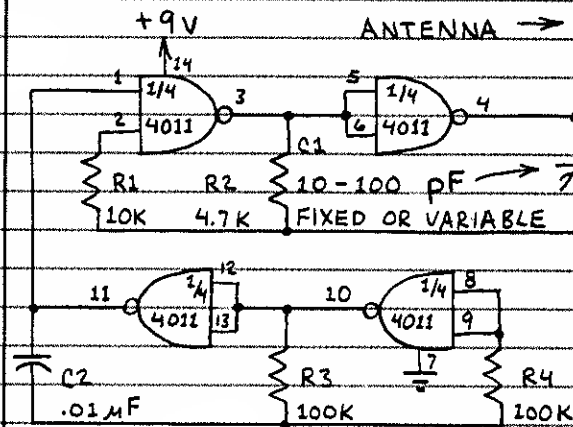 +9V
ANTENNA →
14
1
1/4
3
2
4011
5
1/4
4
6
4011
C1
R1
R2
10-100 pF →
10K
4.7K
FIXED OR VARIABLE
12
8
11
1/4
10
1/4
13
4011
4011
9
7
C2
R3
R4
.01 µF
100K
100K